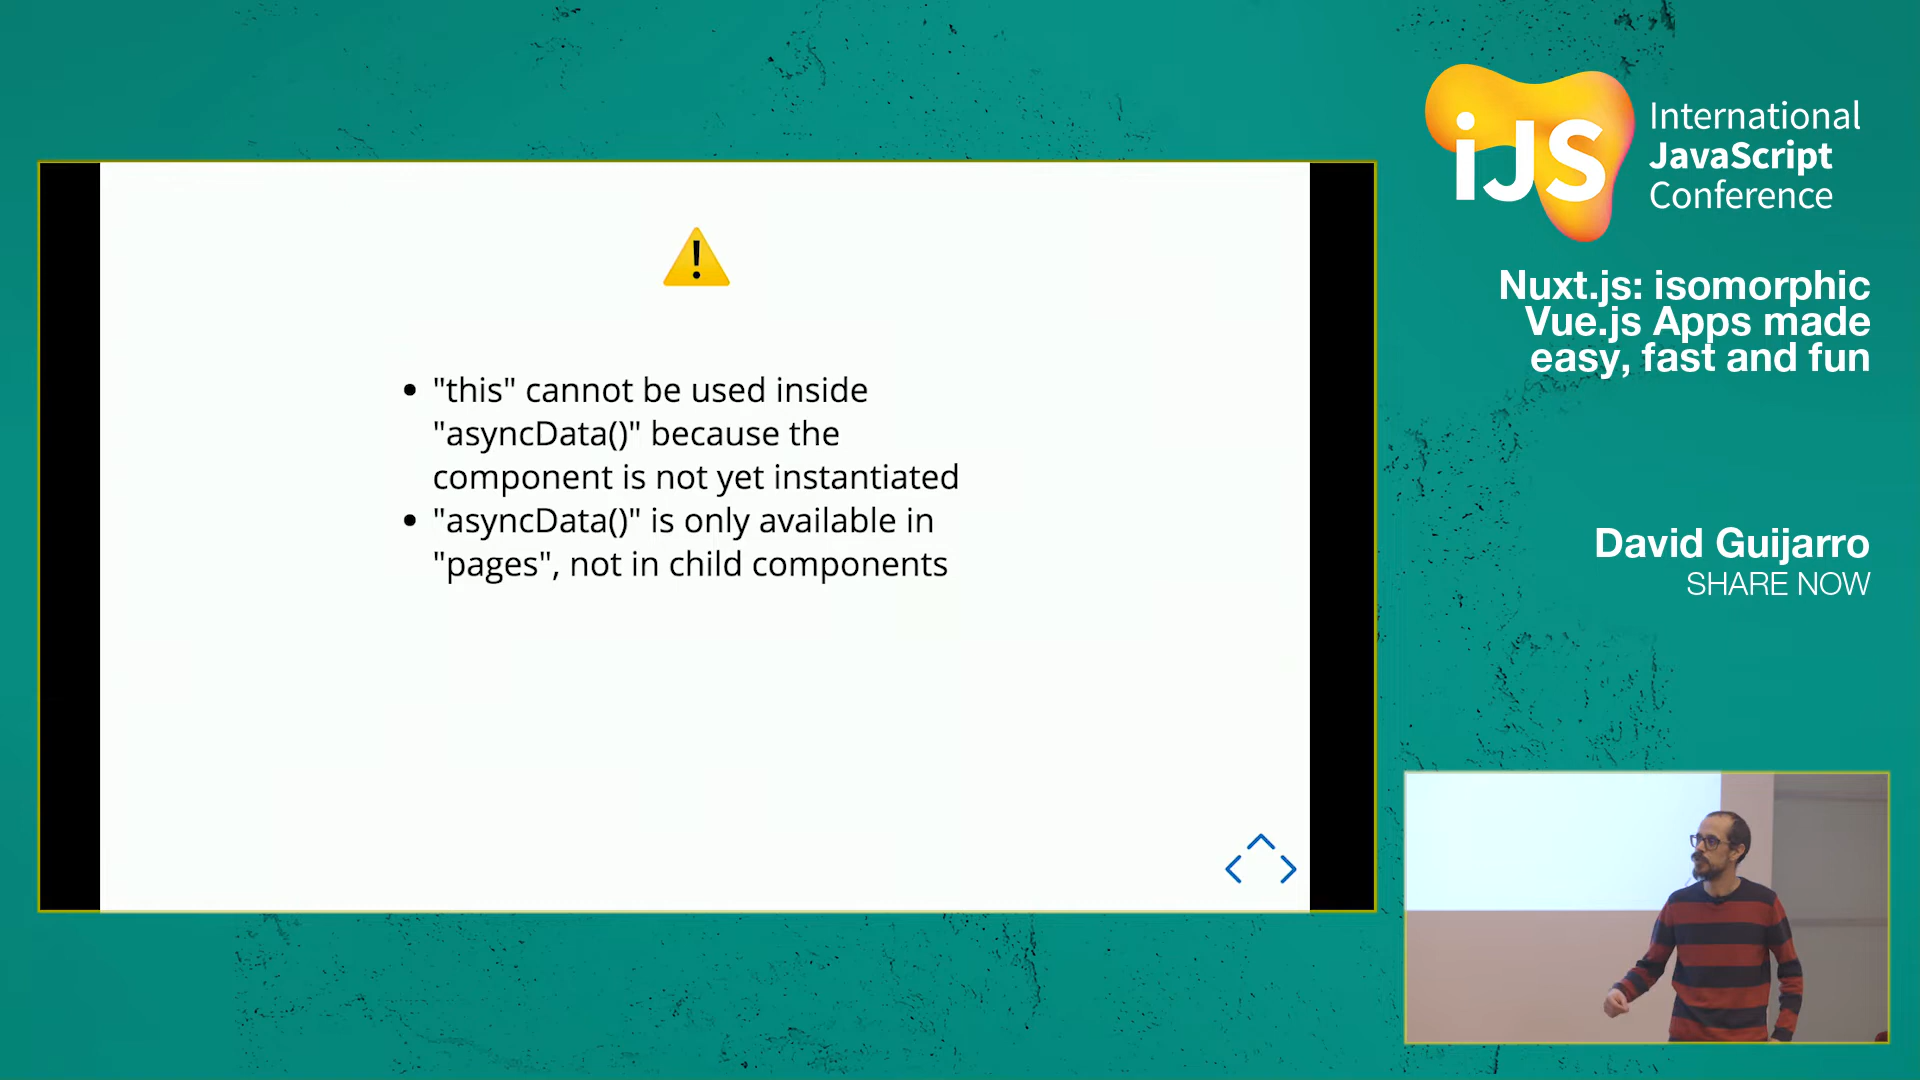 • "this" cannot be used inside
"asyncData()" because the
component is not yet instantiated
• "asyncData()" is only available in
"pages", not in child components
iJS
International
JavaScript
Conference
Nuxt.js: isomorphic
Vue.js Apps made
easy, fast and fun
David Guijarro
SHARE NOW